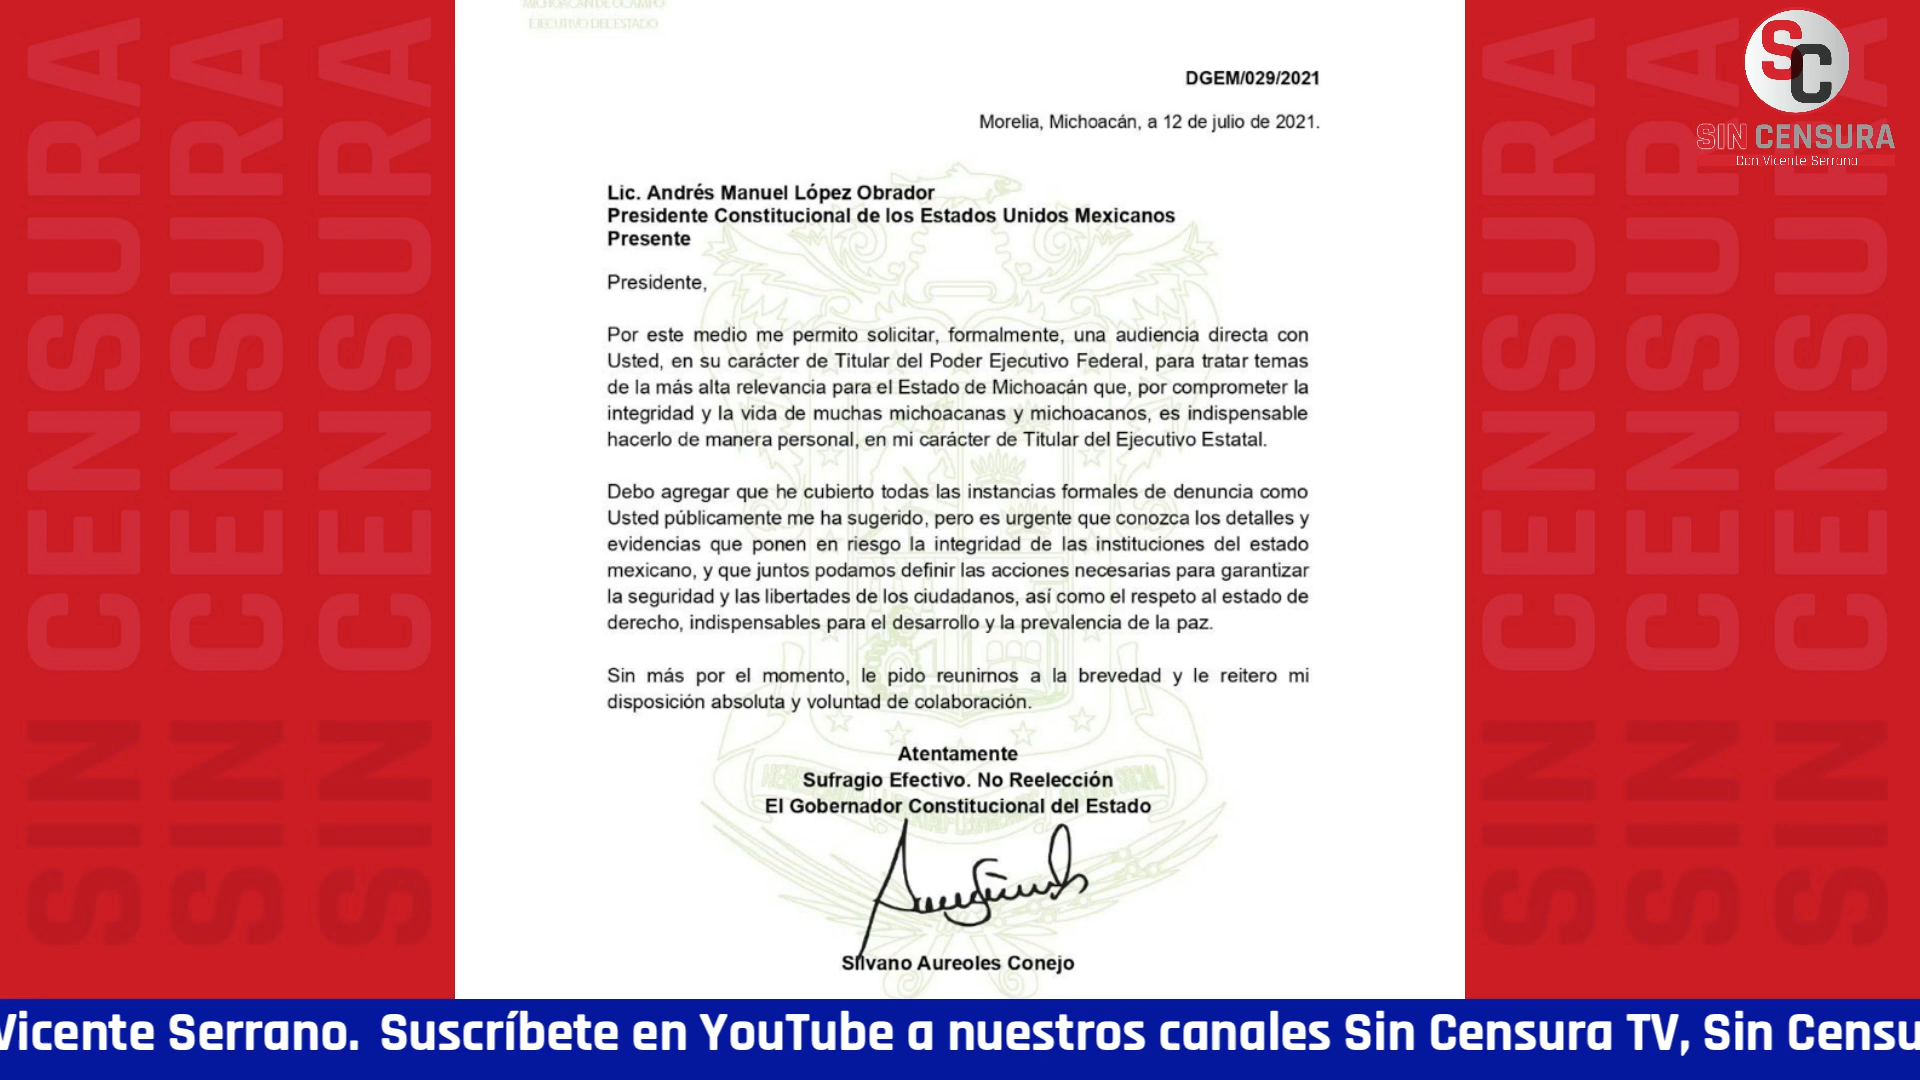 MICHOACÁN DE OCAMPO
EJECUTIVO DEL ESTADO
DGEM/029/2021
Morelia, Michoacán, a 12 de julio de 2021.
Lic. Andrés Manuel López Obrador
Presidente Constitucional de los Estados Unidos Mexicanos
Presente
Presidente,
Por este medio me permito solicitar, formalmente, una audiencia directa con
Usted, en su carácter de Titular del Poder Ejecutivo Federal, para tratar temas
de la más alta relevancia para el Estado de Michoacán que, por comprometer la
integridad y la vida de muchas michoacanas y michoacanos, es indispensable
hacerlo de manera personal, en mi carácter de Titular del Ejecutivo Estatal.
Debo agregar que he cubierto todas las instancias formales de denuncia como
Usted públicamente me ha sugerido, pero es urgente que conozca los detalles y
evidencias que ponen en riesgo la integridad de las instituciones del estado
mexicano, y que juntos podamos definir las acciones necesarias para garantizar
la seguridad y las libertades de los ciudadanos, así como el respeto al estado de
derecho, indispensables para el desarrollo y la prevalencia de la paz.
Sin más por el momento, le pido reunirnos a la brevedad y le reitero mi
disposición absoluta y voluntad de colaboración.
Atentamente
Sufragio Efectivo. No Reelección
El Gobernador Constitucional del Estado
Silvano Aureoles Conejo
SC
SIN CENSURA
Con Vicente Serrano
SIN CENSURA
SIN CENSURA
SIN CENSURA
SIN CENSURA
SIN CENSURA
SIN CENSURA
Vicente Serrano. Suscríbete en YouTube a nuestros canales Sin Censura TV, Sin Censu